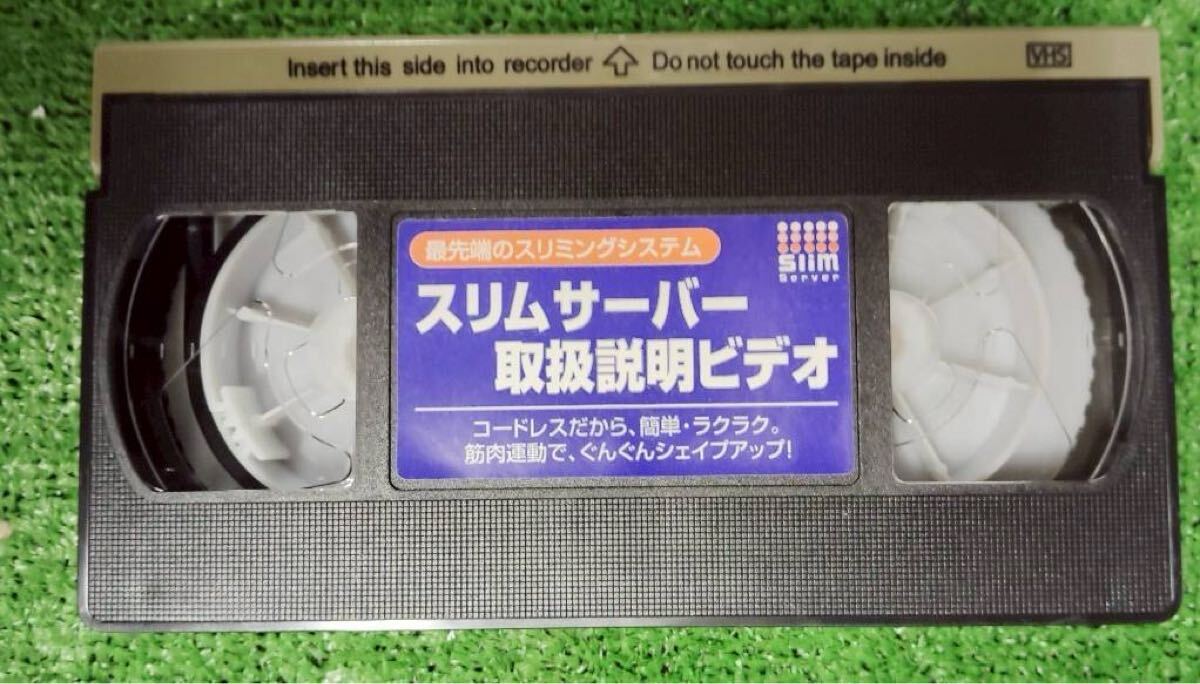 Insert this side into recorder ⇧ Do not touch the tape inside
VHS
最先端のスリミングシステム
Slim
Server
スリムサーバー
取扱説明ビデオ
コードレスだから、簡単・ラクラク。
筋肉運動で、ぐんぐんシェイプアップ!